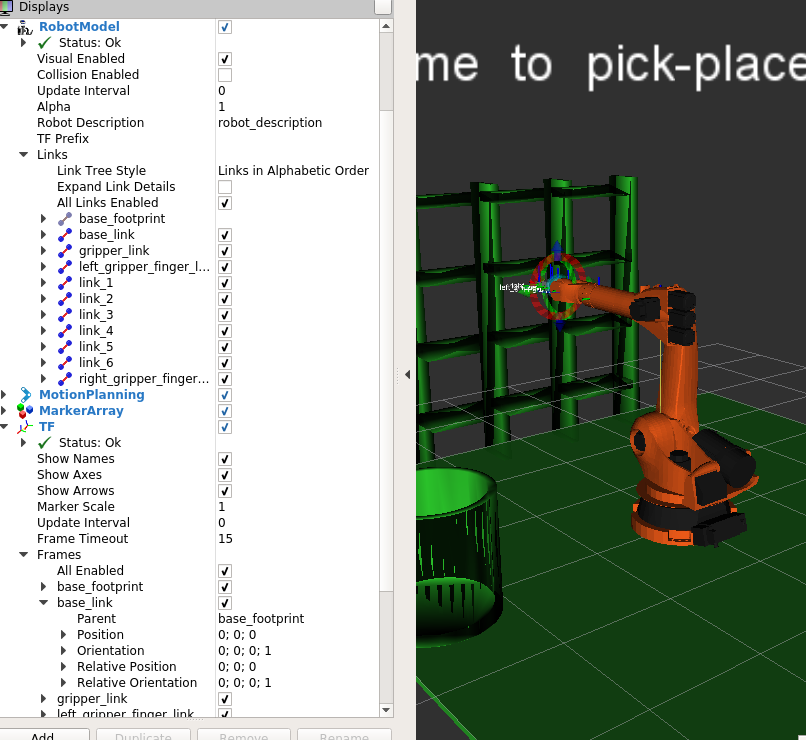 Displays
RobotModel
Status: Ok
Visual Enabled
Collision Enabled
Update Interval 0
Alpha 1
Robot Description robot_description
TF Prefix
Links
Link Tree Style Links in Alphabetic Order
Expand Link Details
All Links Enabled
base_footprint
base_link
gripper_link
left_gripper_finger_l...
link_1
link_2
link_3
link_4
link_5
link_6
right_gripper_finger...
MotionPlanning
MarkerArray
TF
Status: Ok
Show Names
Show Axes
Show Arrows
Marker Scale 1
Update Interval 0
Frame Timeout 15
Frames
All Enabled
base_footprint
base_link
Parent base_footprint
Position 0; 0; 0
Orientation 0; 0; 0; 1
Relative Position 0; 0; 0
Relative Orientation 0; 0; 0; 1
gripper_link
left_gripper_finger_link
Add Duplicate Remove Rename
me to pick-place